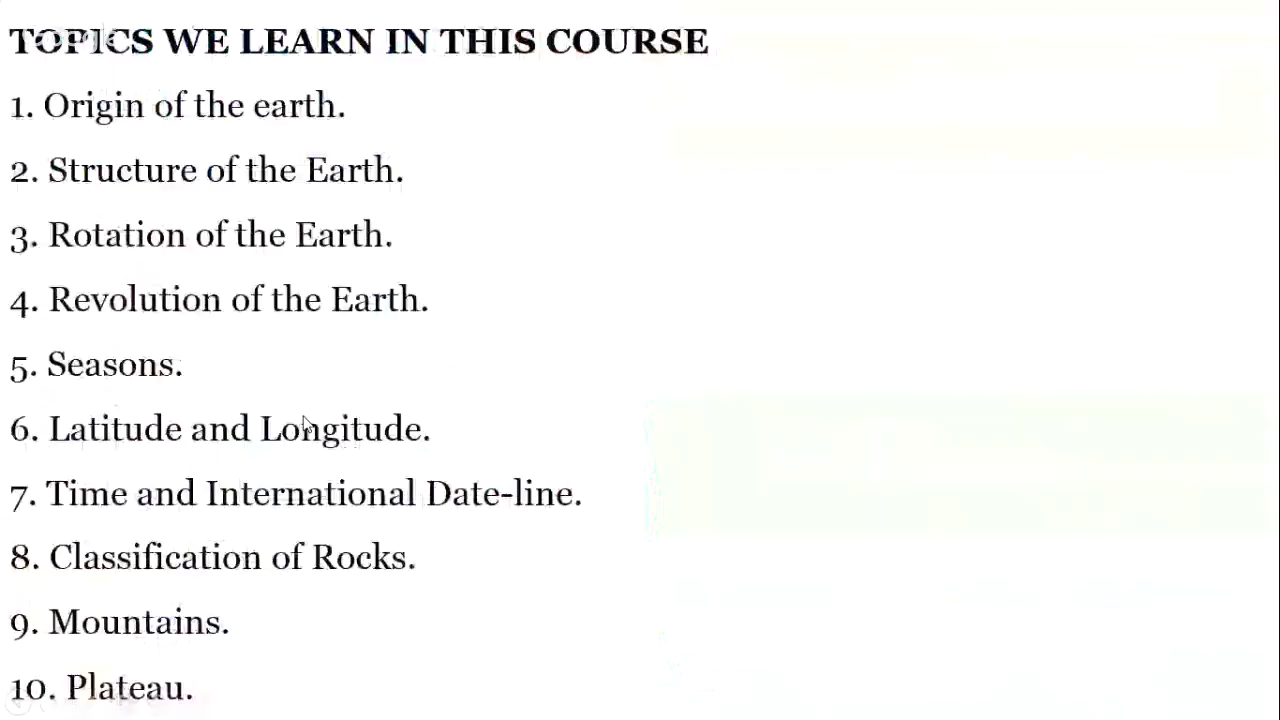 TOPICS WE LEARN IN THIS COURSE
1. Origin of the earth.
2. Structure of the Earth.
3. Rotation of the Earth.
4. Revolution of the Earth.
5. Seasons.
6. Latitude and Longitude.
7. Time and International Date-line.
8. Classification of Rocks.
9. Mountains.
10. Plateau.